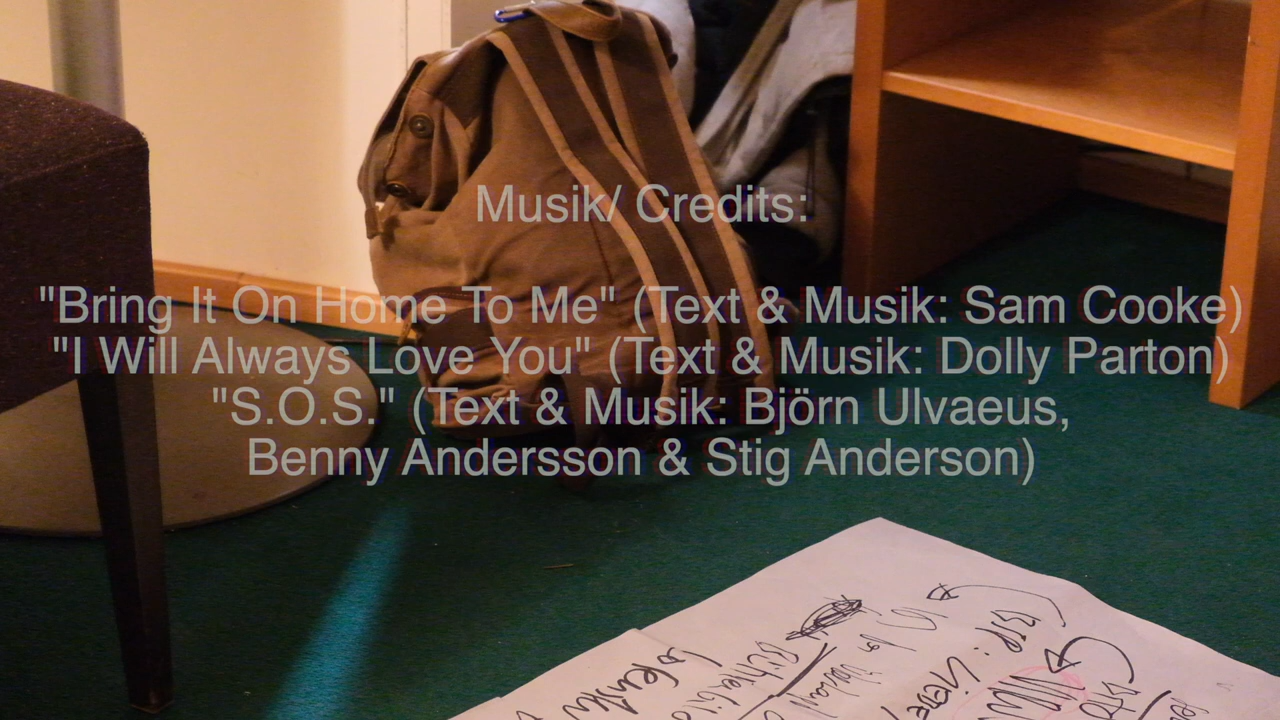 Musik/ Credits:
"Bring It On Home To Me" (Text & Musik: Sam Cooke)
"I Will Always Love You" (Text & Musik: Dolly Parton)
"S.O.S." (Text & Musik: Björn Ulvaeus,
Benny Andersson & Stig Anderson)